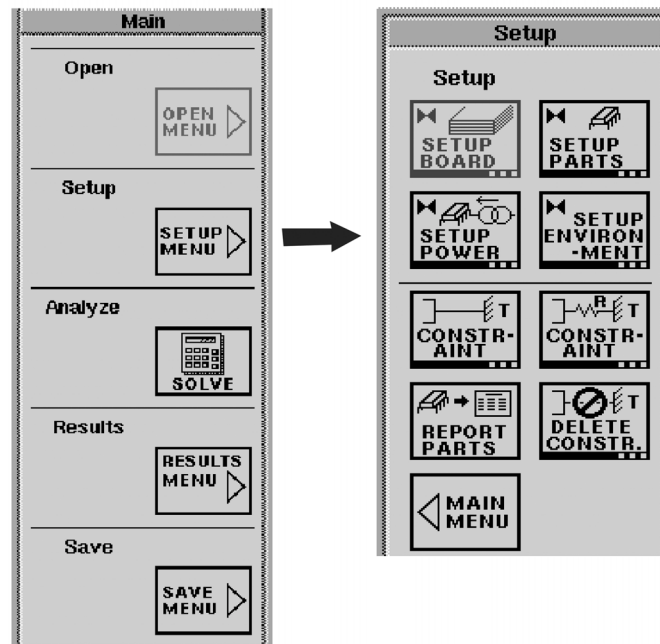 Main
Open
OPEN
MENU
Setup
SETUP
MENU
Analyze
SOLVE
Results
RESULTS
MENU
Save
SAVE
MENU
Setup
Setup
SETUP
BOARD
SETUP
PARTS
SETUP
POWER
SETUP
ENVIRON
-MENT
T
CONSTR-
AINT
R
T
CONSTR-
AINT
REPORT
PARTS
T
DELETE
CONSTR.
MAIN
MENU